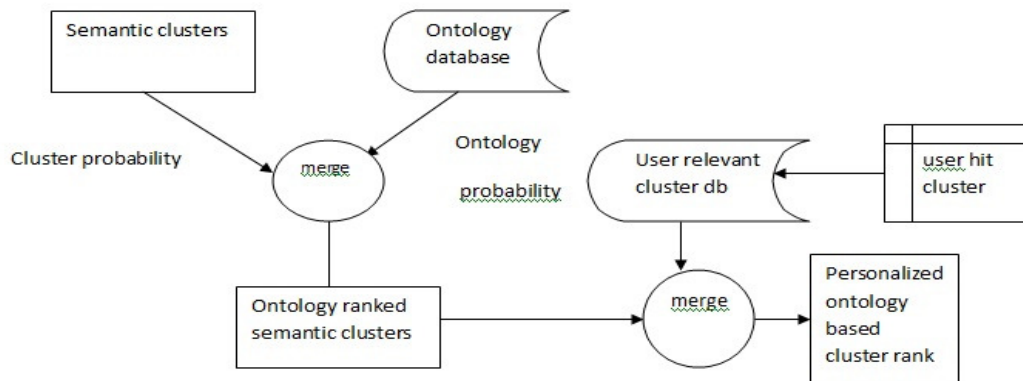 Semantic clusters
Ontology
database
Cluster probability
merge
Ontology
probability
User relevant
cluster db
user hit
cluster
Ontology ranked
semantic clusters
merge
Personalized
ontology
based
cluster rank